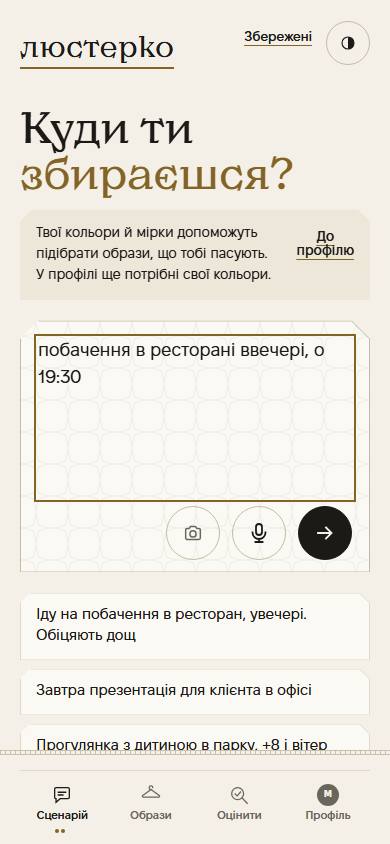 люстерко
Збережені
Куди ти
збираєшся?
Твої кольори й мірки допоможуть
підібрати образи, що тобі пасують.
У профілі ще потрібні свої кольори.
До
профілю
побачення в ресторані ввечері, о
19:30
Іду на побачення в ресторан, увечері.
Обіцяють дощ
Завтра презентація для клієнта в офісі
Прогулянка з дитиною в парку, +8 і вітер
М
Сценарій
Образи
Оцінити
Профіль